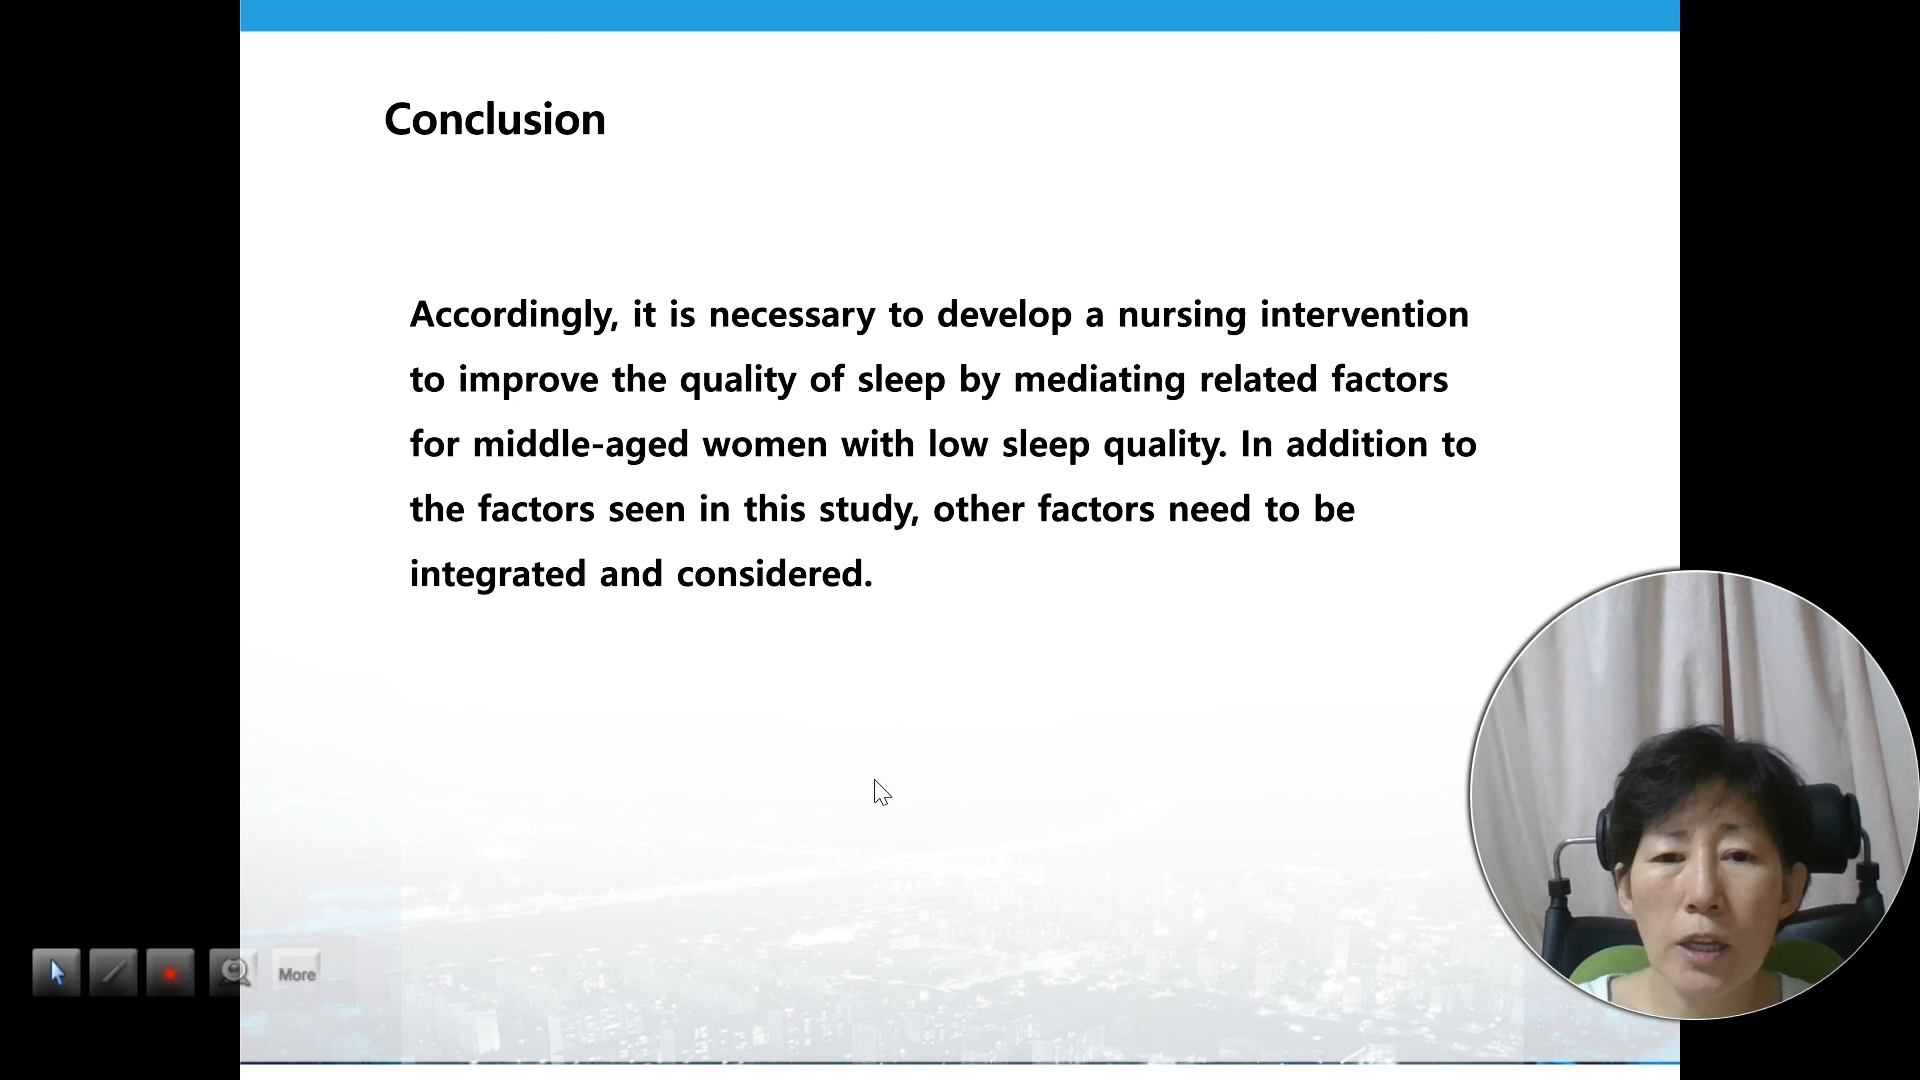 Conclusion
Accordingly, it is necessary to develop a nursing intervention
to improve the quality of sleep by mediating related factors
for middle-aged women with low sleep quality. In addition to
the factors seen in this study, other factors need to be
integrated and considered.
More